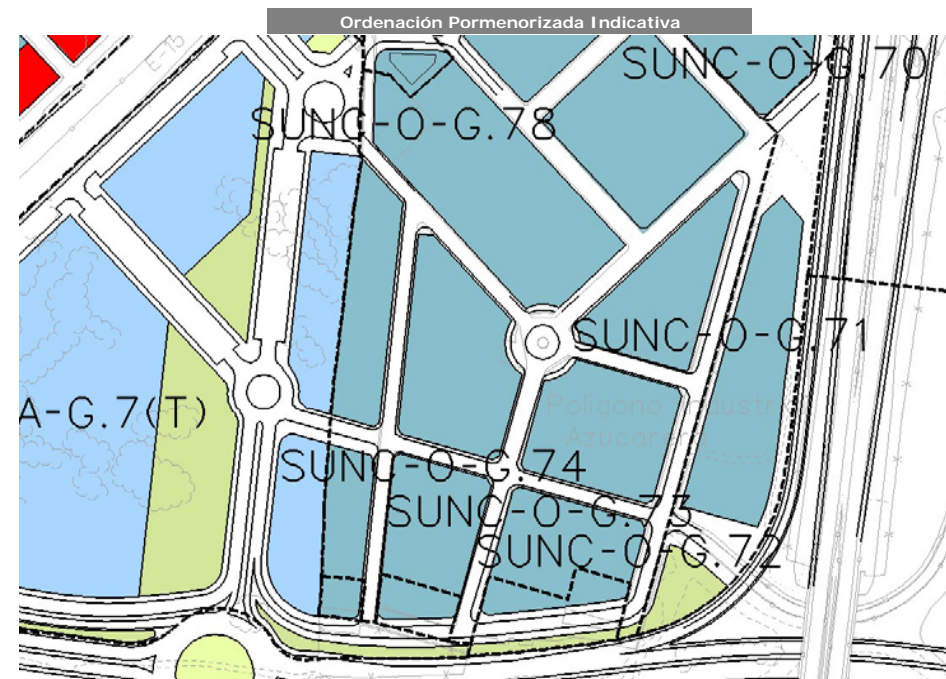 Ordenación Pormenorizada Indicativa
SUNC-O-G.70
E-75
SUNC-O-G.78
SUNC-O-G.71
A-G.7(T)
Polígono Industrial
Azucarera
SUNC-O-G.74
SUNC-O-G.73
SUNC-O-G.72